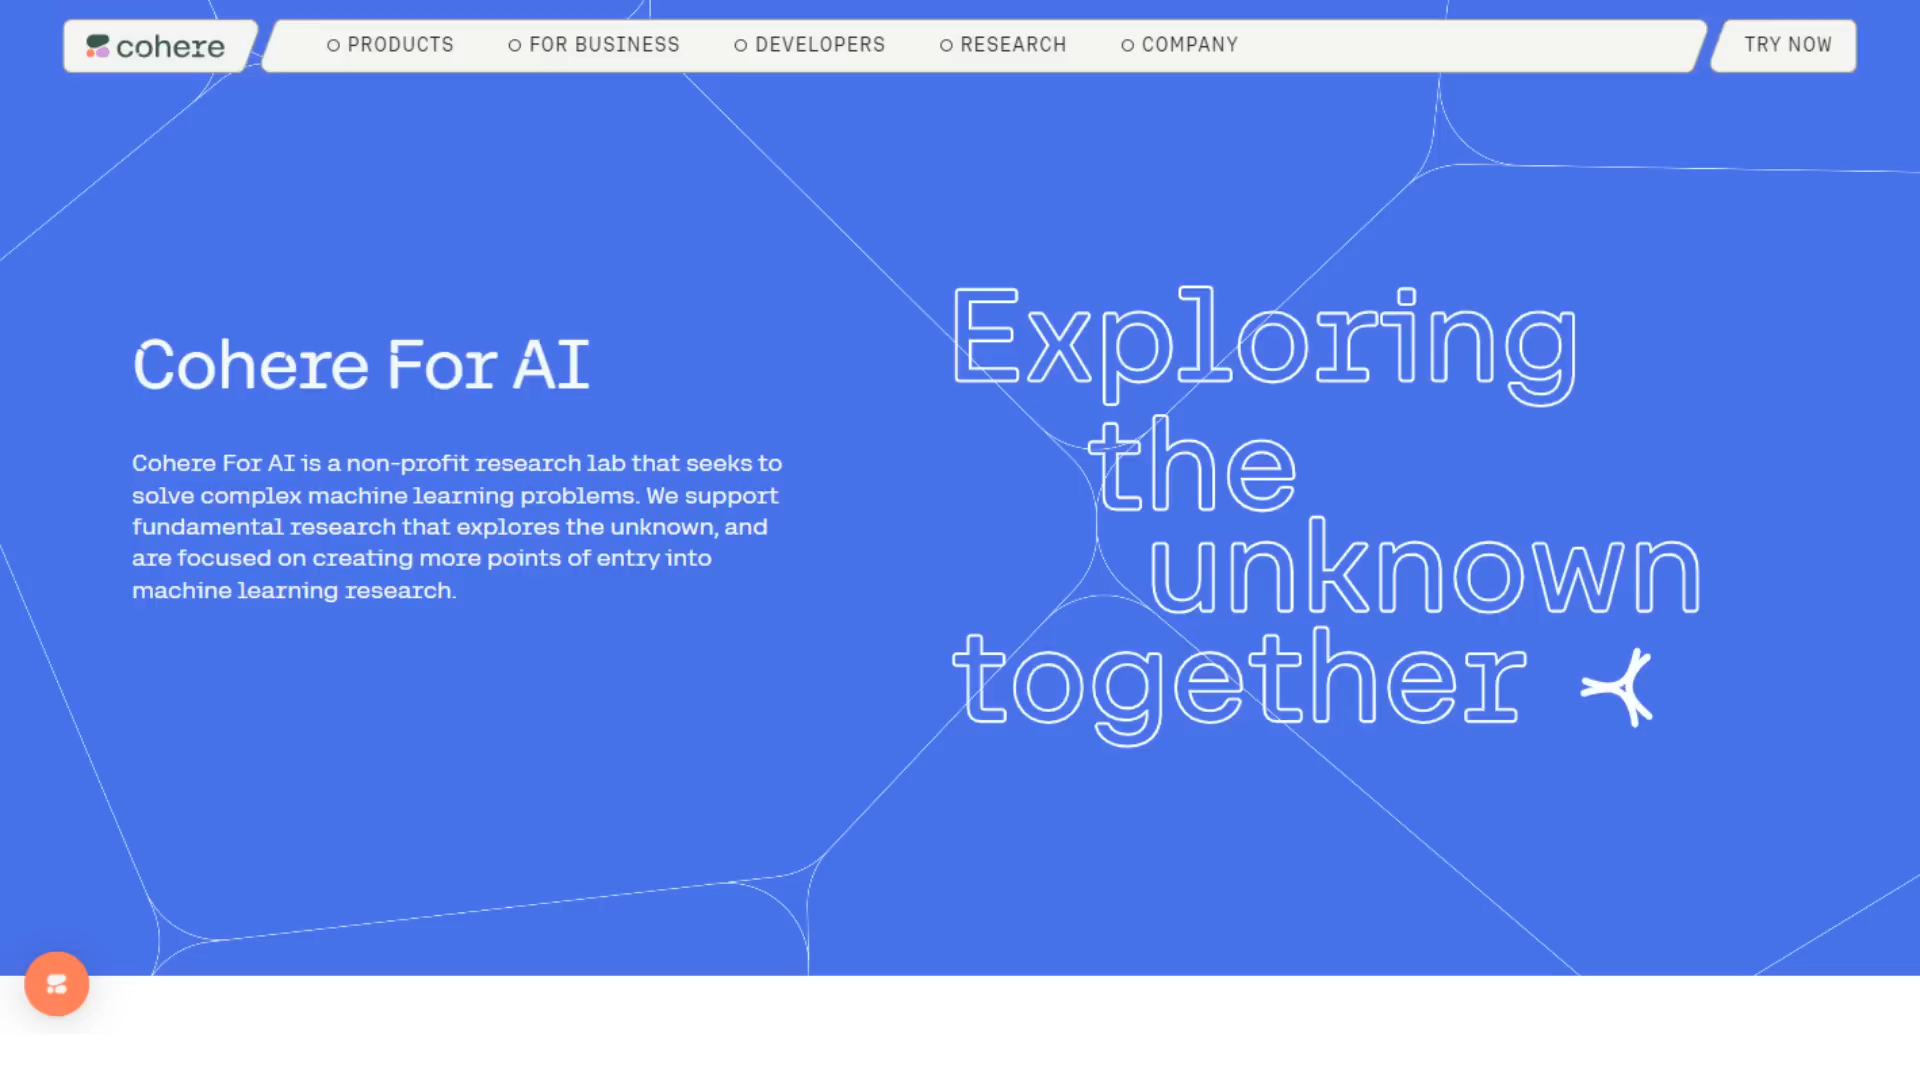 cohere
PRODUCTS
FOR BUSINESS
DEVELOPERS
RESEARCH
COMPANY
TRY NOW
Cohere For AI
Cohere For AI is a non-profit research lab that seeks to
solve complex machine learning problems. We support
fundamental research that explores the unknown, and
are focused on creating more points of entry into
machine learning research.
Exploring
the
unknown
together